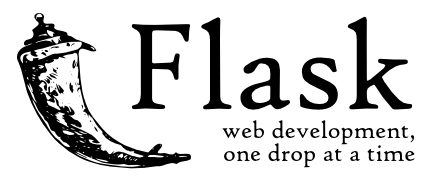 Flask
web development,
one drop at a time